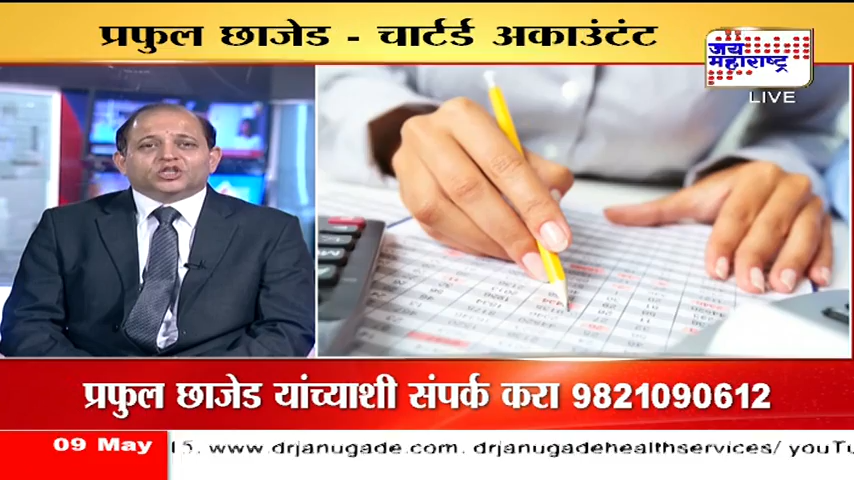 प्रफुल छाजेड - चार्टर्ड अकाउंटंट
जय
महाराष्ट्र
LIVE
प्रफुल छाजेड यांच्याशी संपर्क करा 9821090612
09 May
15. www.drjanugade.com. drjanugadehealthservices/ youTu